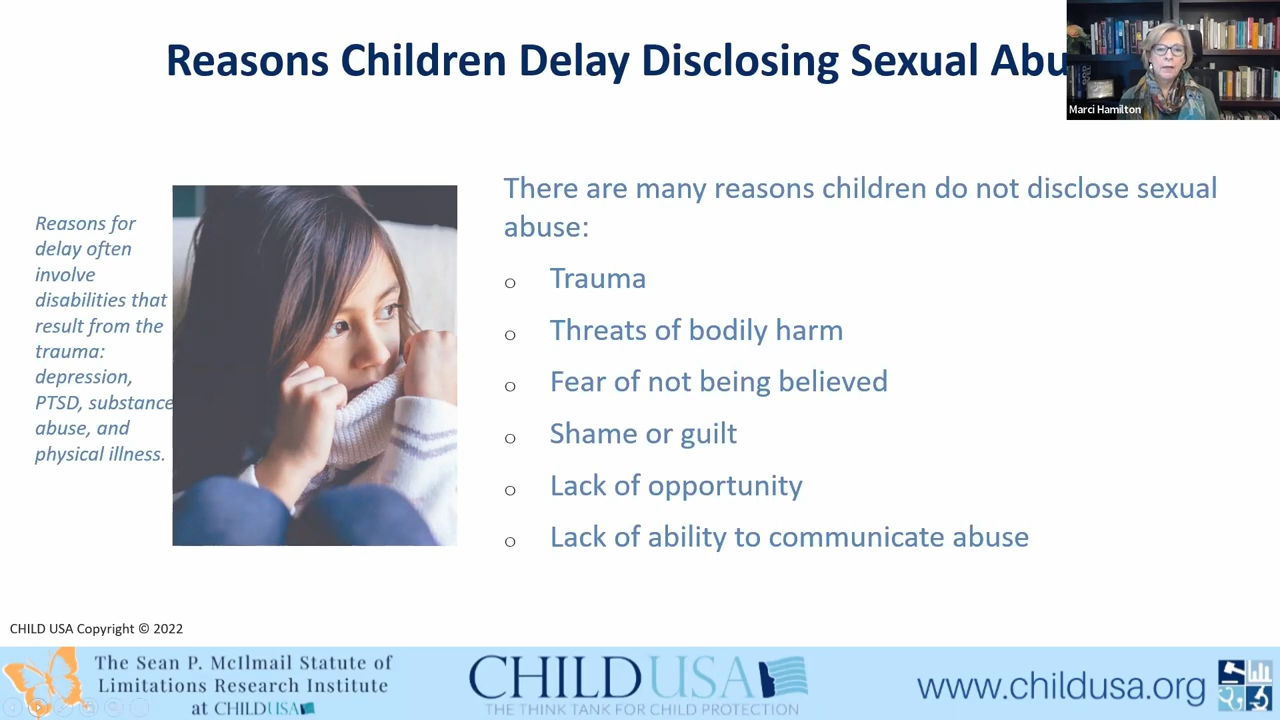 Reasons Children Delay Disclosing Sexual Abu
Marci Hamilton
Reasons for
delay often
involve
disabilities that
result from the
trauma:
depression,
PTSD, substance
abuse, and
physical illness.
There are many reasons children do not disclose sexual
abuse:
o Trauma
o Threats of bodily harm
o Fear of not being believed
o Shame or guilt
o Lack of opportunity
o Lack of ability to communicate abuse
CHILD USA Copyright © 2022
The Sean P. McIlmail Statute of
Limitations Research Institute
at CHILDUSA
CHILDUSA
THE THINK TANK FOR CHILD PROTECTION
www.childusa.org